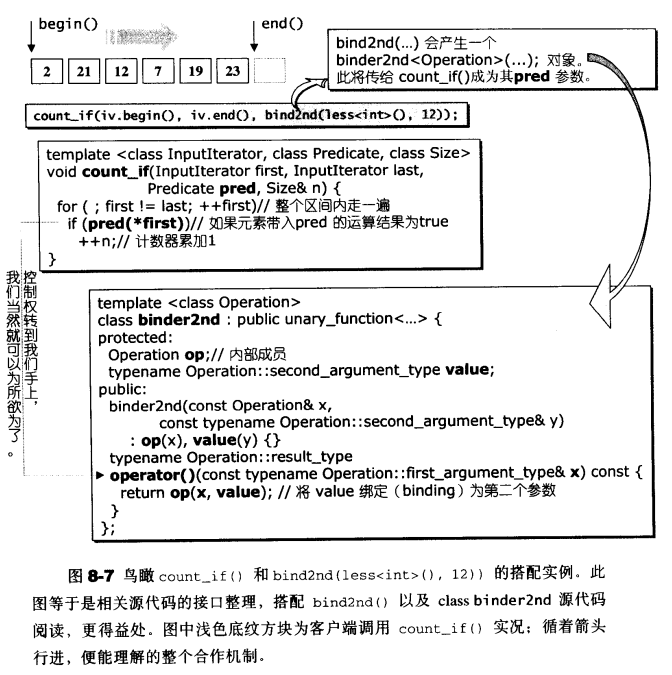 begin()
end()
2 21 12 7 19 23
bind2nd(...) 会产生一个
binder2nd<Operation>(...); 对象。
此将传给 count_if()成为其pred 参数。
count_if(iv.begin(), iv.end(), bind2nd(less<int>(), 12));
template <class InputIterator, class Predicate, class Size>
void count_if(InputIterator first, InputIterator last,
Predicate pred, Size& n) {
for ( ; first != last; ++first)// 整个区间内走一遍
if (pred(*first))// 如果元素带入pred 的运算结果为true
++n;// 计数器累加1
}
控制权转到我们手上，
我们当然就可以为所欲为了。
template <class Operation>
class binder2nd : public unary_function<...> {
protected:
Operation op;// 内部成员
typename Operation::second_argument_type value;
public:
binder2nd(const Operation& x,
const typename Operation::second_argument_type& y)
: op(x), value(y) {}
typename Operation::result_type
operator()(const typename Operation::first_argument_type& x) const {
return op(x, value); // 将 value 绑定（binding）为第二个参数
}
};
图 8-7 鸟瞰 count_if() 和 bind2nd(less<int>(), 12)) 的搭配实例。此
图等于是相关源代码的接口整理，搭配 bind2nd() 以及 class binder2nd 源代码
阅读，更得益处。图中浅色底纹方块为客户端调用 count_if() 实况；循着箭头
行进，便能理解的整个合作机制。